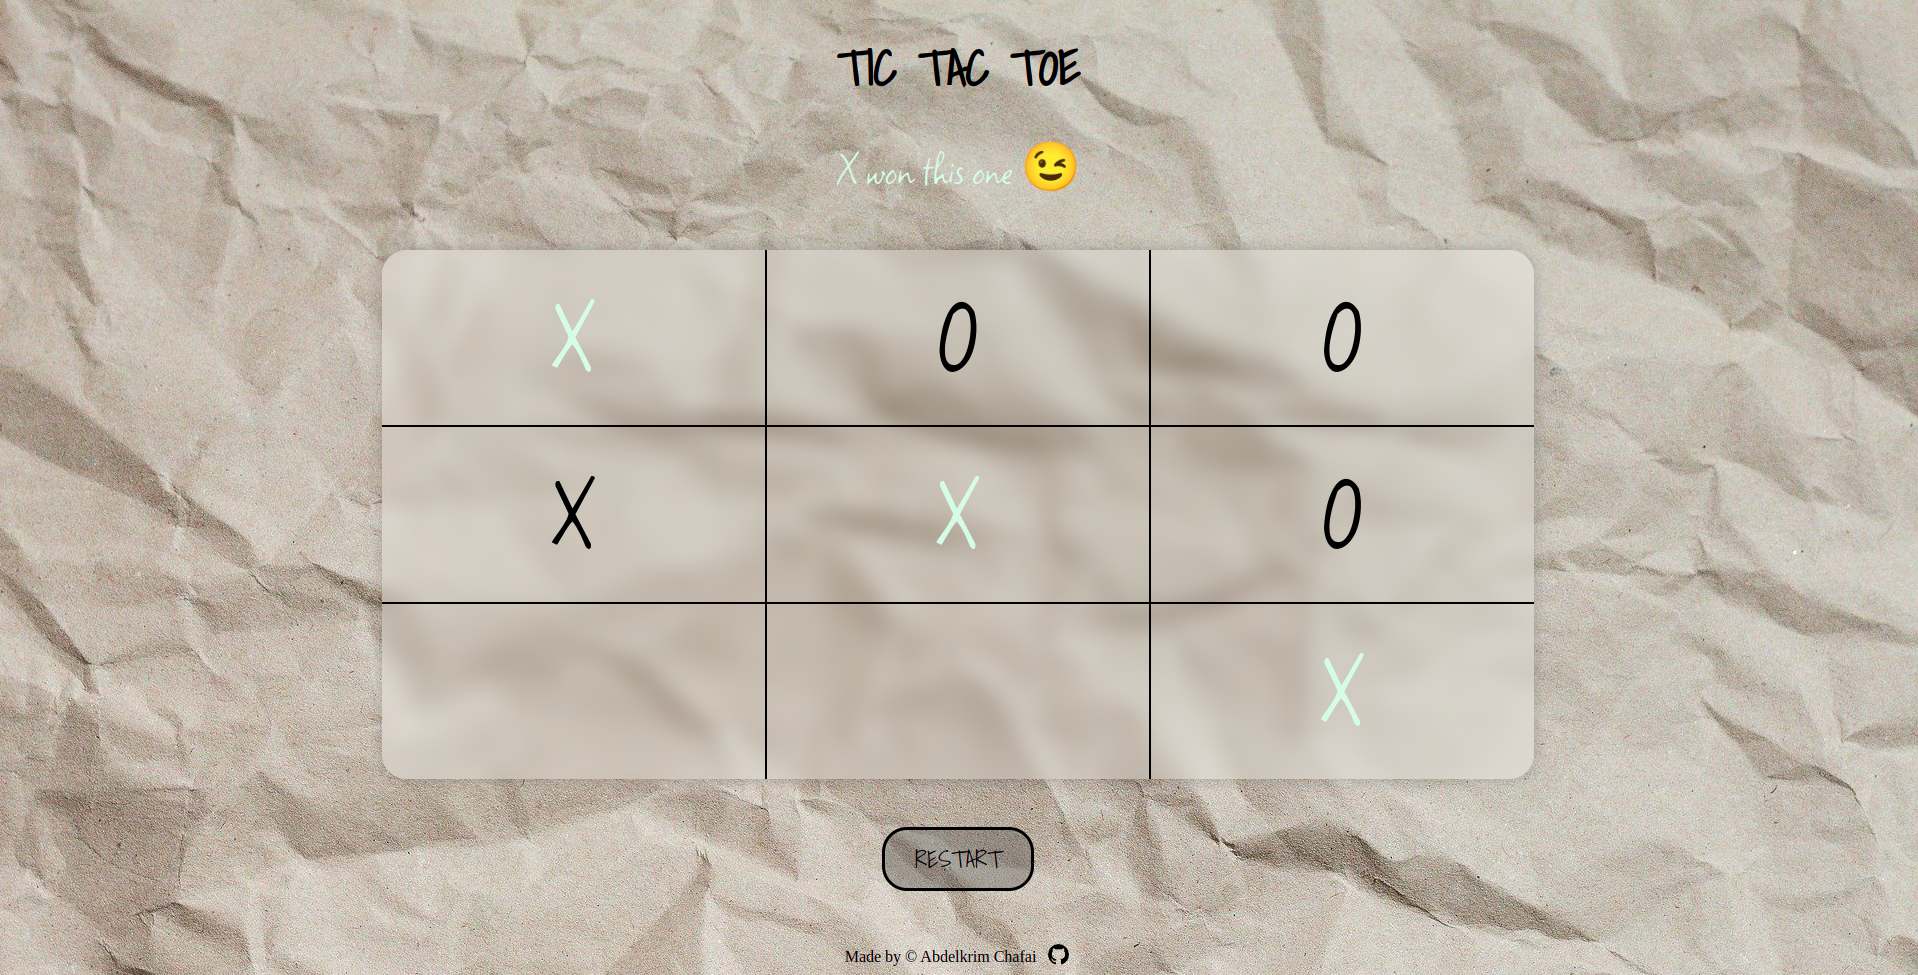 TIC TAC TOE
X won this one 😉
X O O
X X O
X
RESTART
Made by © Abdelkrim Chafai